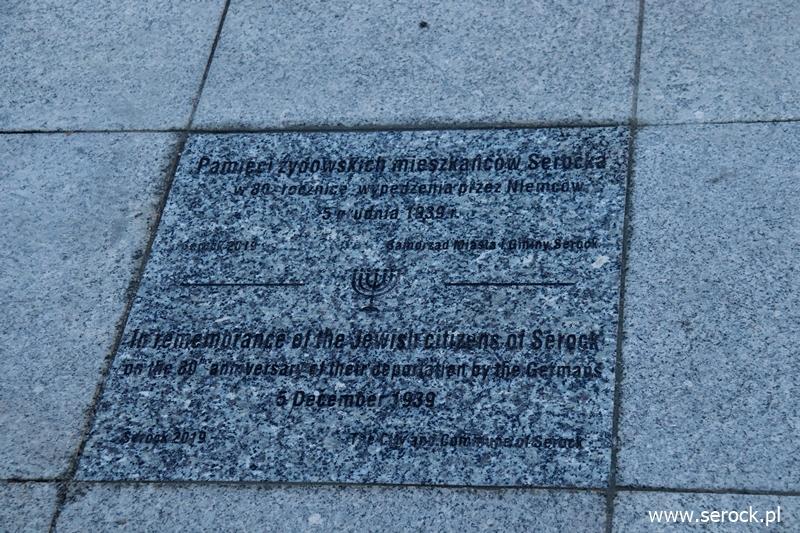 Pamięci żydowskich mieszkańców Serocka
w 80. rocznicę wypędzenia przez Niemców
5 grudnia 1939 r.
Serock 2019 Samorząd Miasta i Gminy Serock
In remembrance of the Jewish citizens of Serock
on the 80th anniversary of their deportation by the Germans
5 December 1939
Serock 2019 The City and Commune of Serock
www.serock.pl